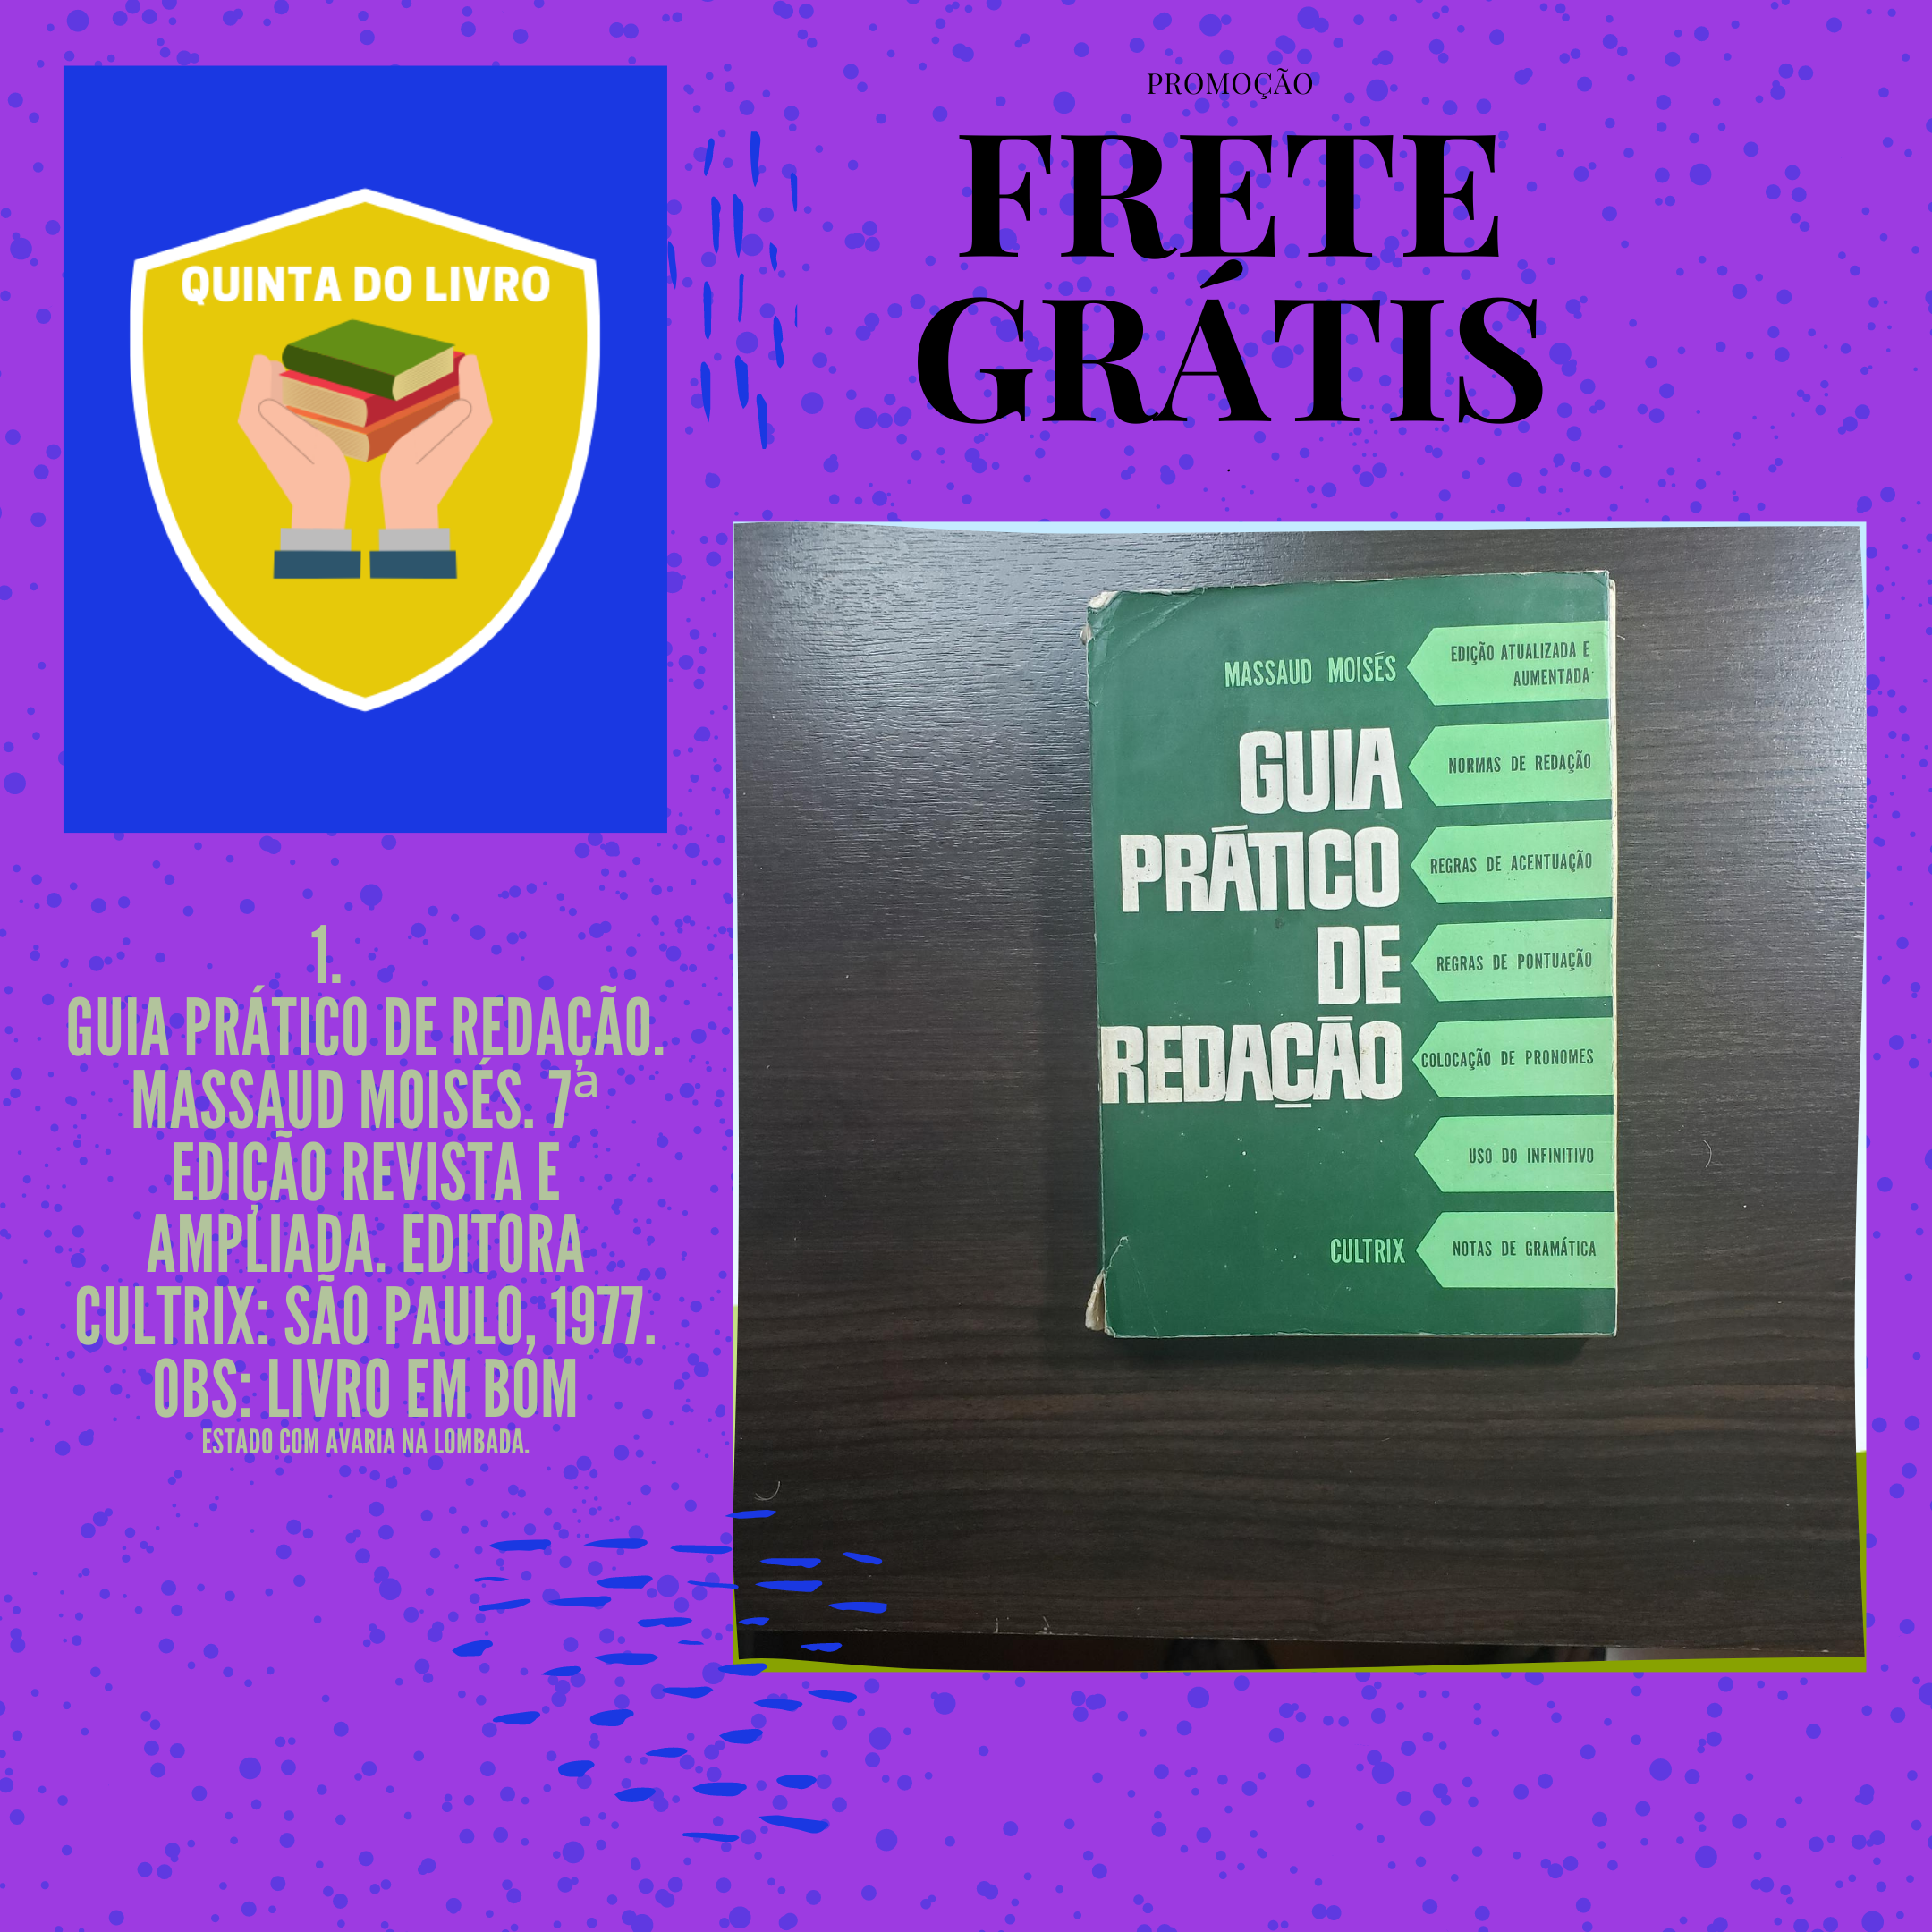 QUINTA DO LIVRO
PROMOÇÃO
FRETE
GRÁTIS
.
1.
GUIA PRÁTICO DE REDAÇÃO.
MASSAUD MOISÉS. 7ª
EDIÇÃO REVISTA E
AMPLIADA. EDITORA
CULTRIX: SÃO PAULO, 1977.
OBS: LIVRO EM BOM
ESTADO COM AVARIA NA LOMBADA.
MASSAUD MOISÉS
GUIA
PRÁTICO
DE
REDAÇÃO
CULTRIX
EDIÇÃO ATUALIZADA E
AUMENTADA
NORMAS DE REDAÇÃO
REGRAS DE ACENTUAÇÃO
REGRAS DE PONTUAÇÃO
COLOCAÇÃO DE PRONOMES
USO DO INFINITIVO
NOTAS DE GRAMÁTICA